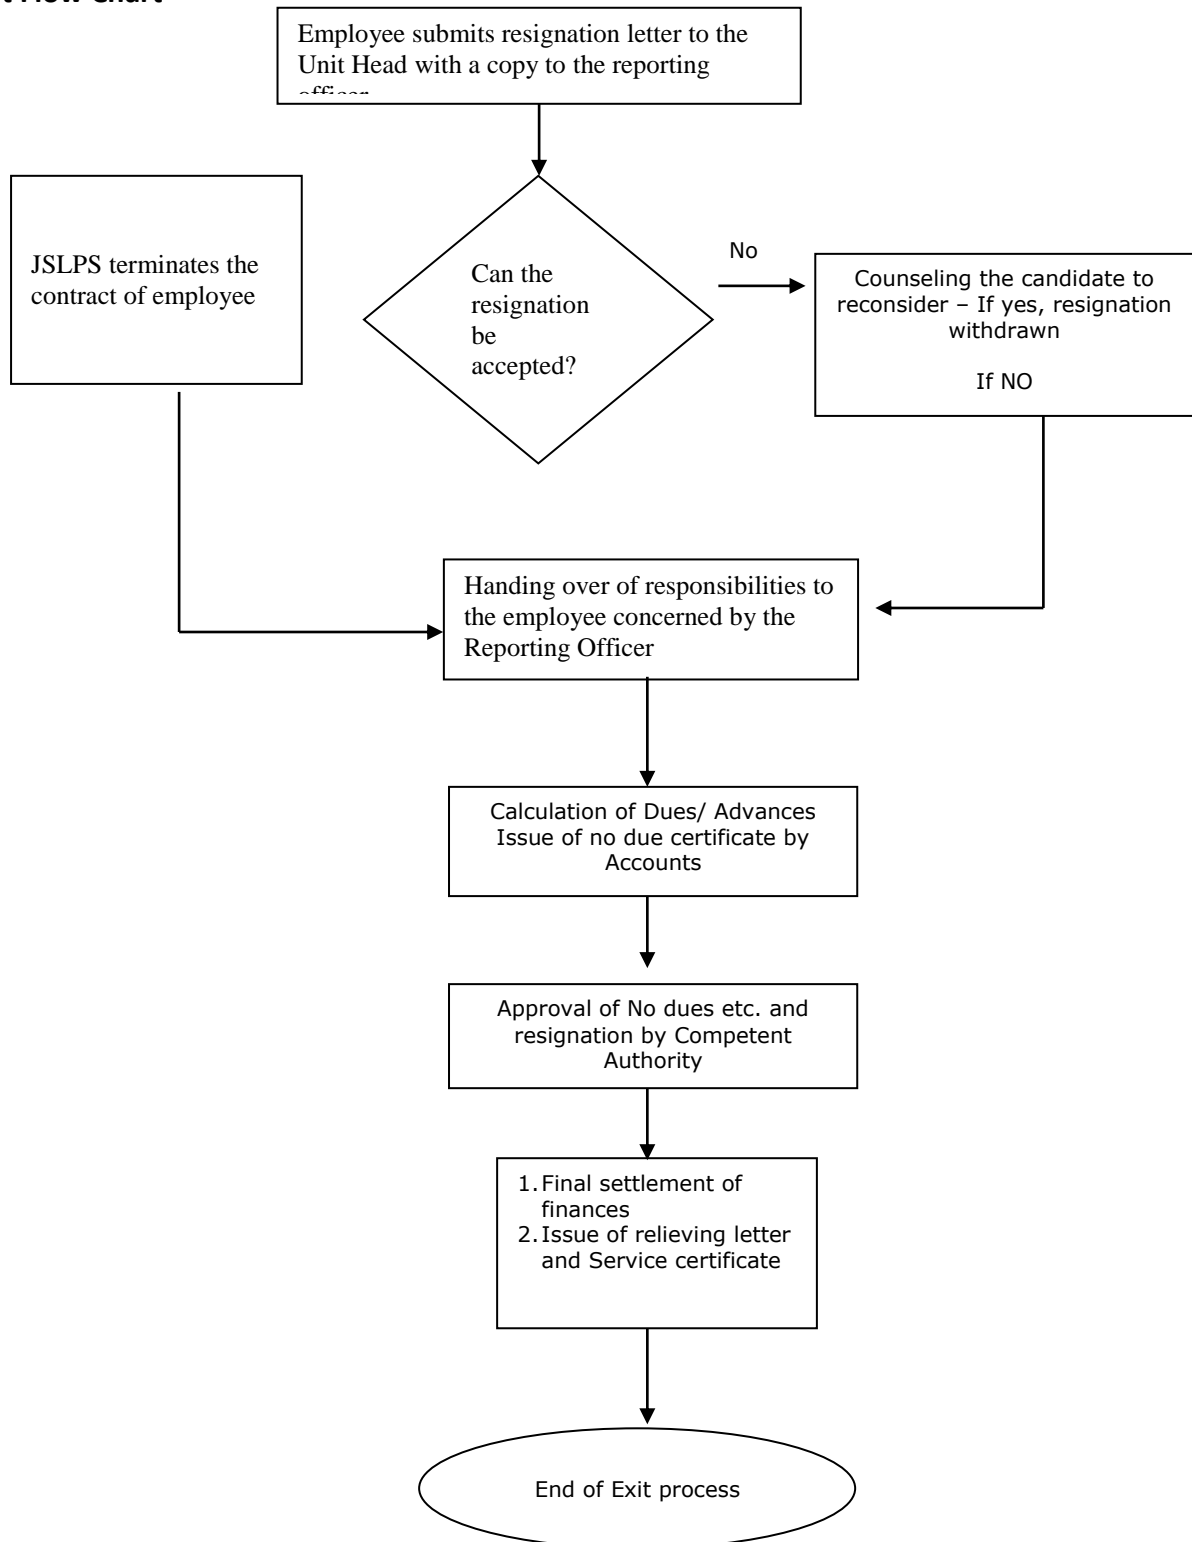 t Flow Chart
Employee submits resignation letter to the
Unit Head with a copy to the reporting
officer
JSLPS terminates the
contract of employee
Can the
resignation
be
accepted?
No
Counseling the candidate to
reconsider – If yes, resignation
withdrawn
If NO
Handing over of responsibilities to
the employee concerned by the
Reporting Officer
Calculation of Dues/ Advances
Issue of no due certificate by
Accounts
Approval of No dues etc. and
resignation by Competent
Authority
1. Final settlement of
finances
2. Issue of relieving letter
and Service certificate
End of Exit process